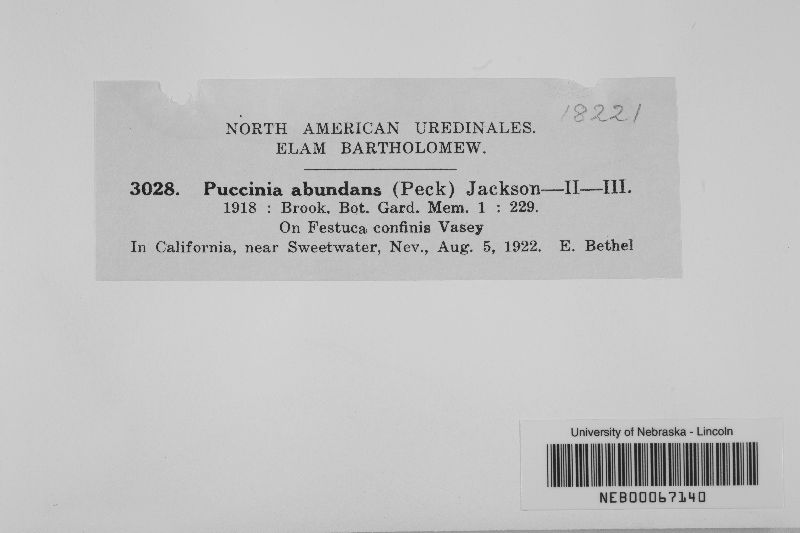 18221
NORTH AMERICAN UREDINALES.
ELAM BARTHOLOMEW.
3028. Puccinia abundans (Peck) Jackson—II—III.
1918 : Brook. Bot. Gard. Mem. 1 : 229.
On Festuca confinis Vasey
In California, near Sweetwater, Nev., Aug. 5, 1922. E. Bethel
University of Nebraska - Lincoln
NEB00067140